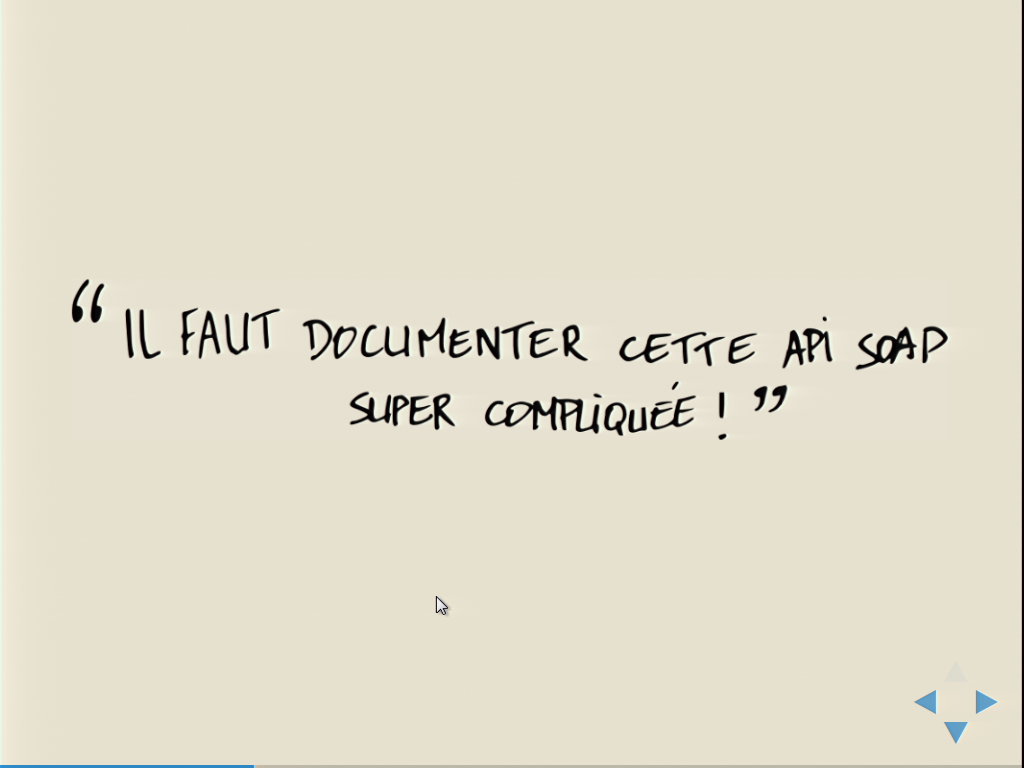 “ IL FAUT DOCUMENTER CETTE API SOAP
SUPER COMPLIQUÉE ! ”